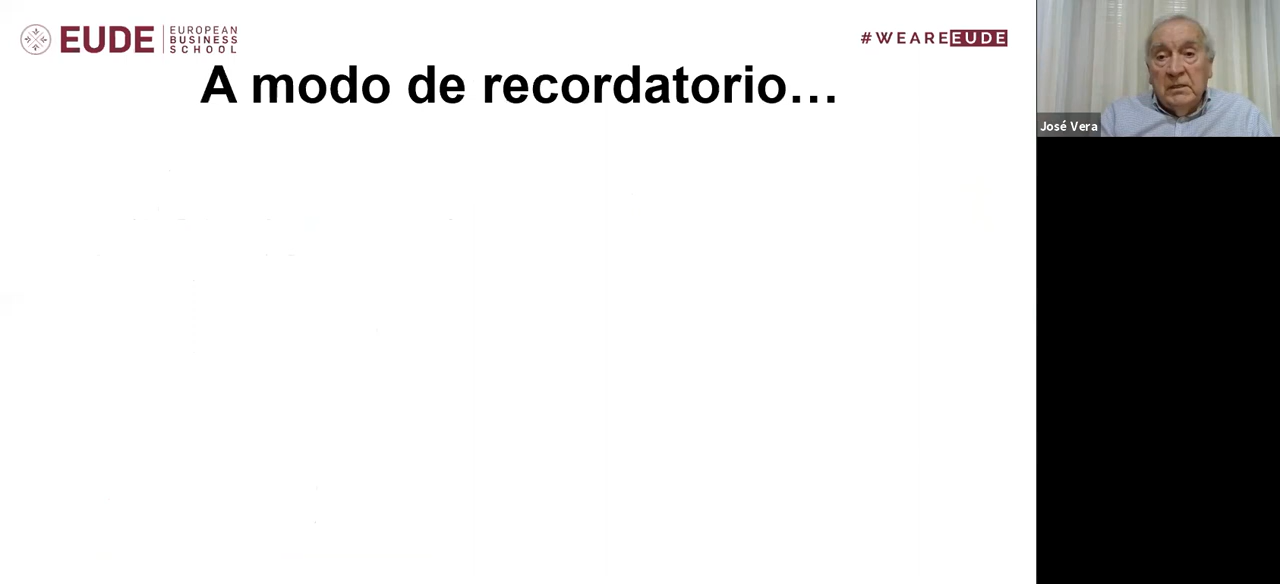 EUDE
EUROPEAN
BUSINESS
SCHOOL
#WEAREEUDE
A modo de recordatorio…
José Vera